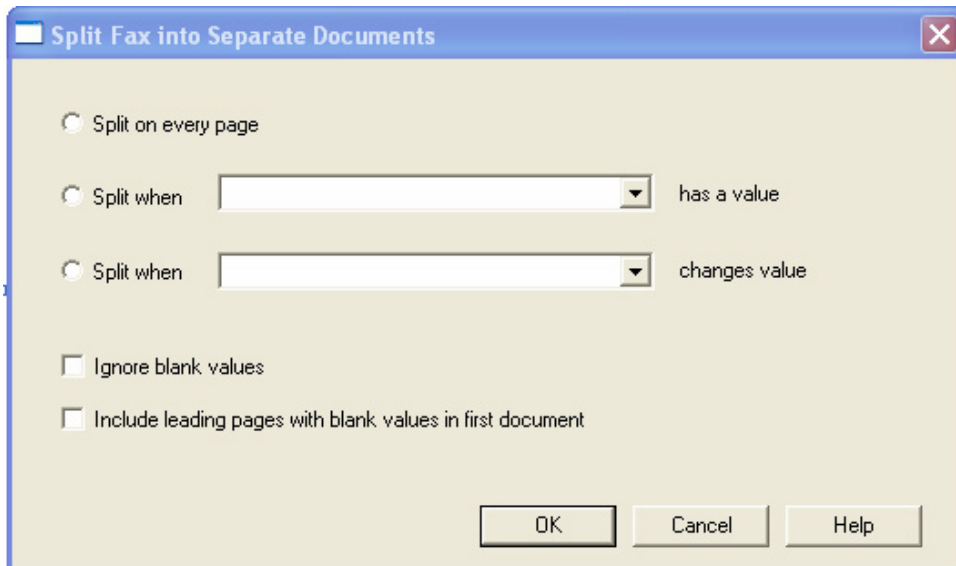 Split Fax into Separate Documents
Split on every page
Split when has a value
Split when changes value
Ignore blank values
Include leading pages with blank values in first document
OK Cancel Help